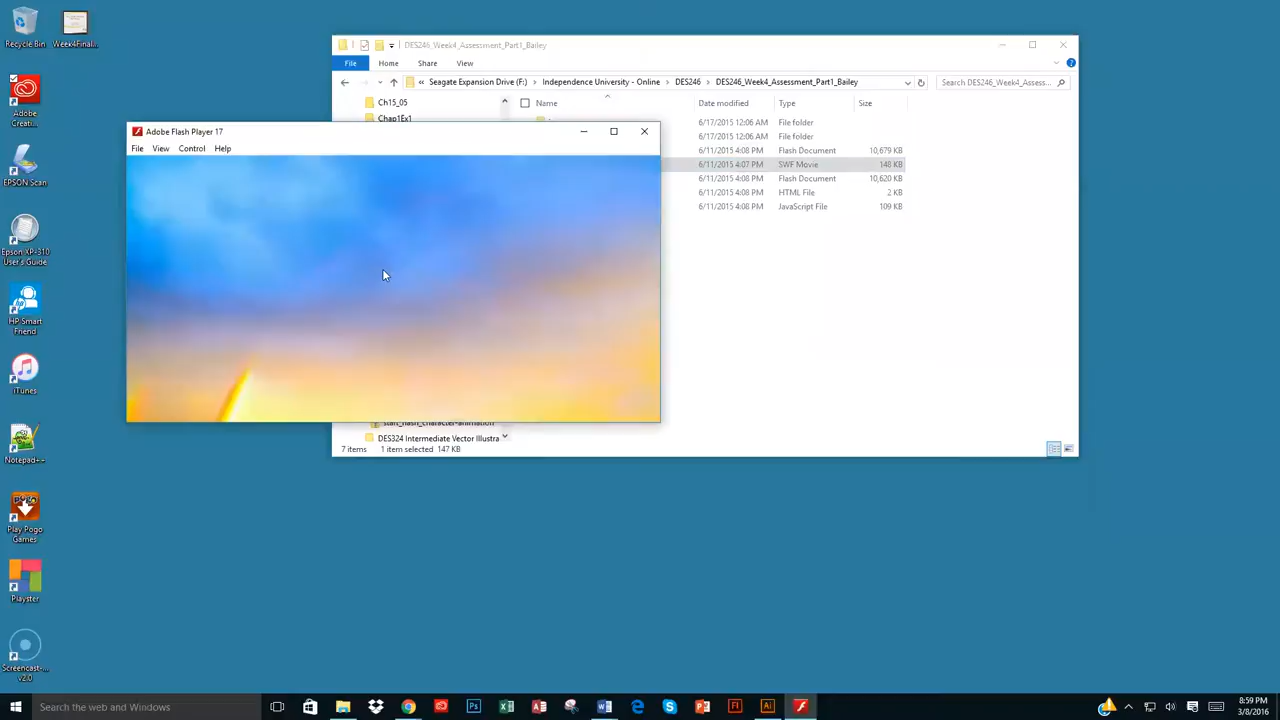 Recycle Bin
Week4Final...
Adobe
Creati...
EPSON Scan
Epson XP-310
User's Guide
HP Smart
Friend
iTunes
Notepad++
Play Pogo
Games
Playster
Screencast-...
v2.0
DES246_Week4_Assessment_Part1_Bailey
File
Home
Share
View
« Seagate Expansion Drive (F:) › Independence University - Online › DES246 › DES246_Week4_Assessment_Part1_Bailey
Search DES246_Week4_Assess...
Ch15_05
Chap1Ex1
Name
Date modified
Type
Size
6/17/2015 12:06 AM File folder
6/17/2015 12:06 AM File folder
6/11/2015 4:08 PM Flash Document 10,679 KB
6/11/2015 4:07 PM SWF Movie 148 KB
6/11/2015 4:08 PM Flash Document 10,620 KB
6/11/2015 4:08 PM HTML File 2 KB
6/11/2015 4:08 PM JavaScript File 109 KB
Adobe Flash Player 17
File View Control Help
start_flash_character-animation
DES324 Intermediate Vector Illustra
7 items 1 item selected 147 KB
Search the web and Windows
8:59 PM
3/8/2016